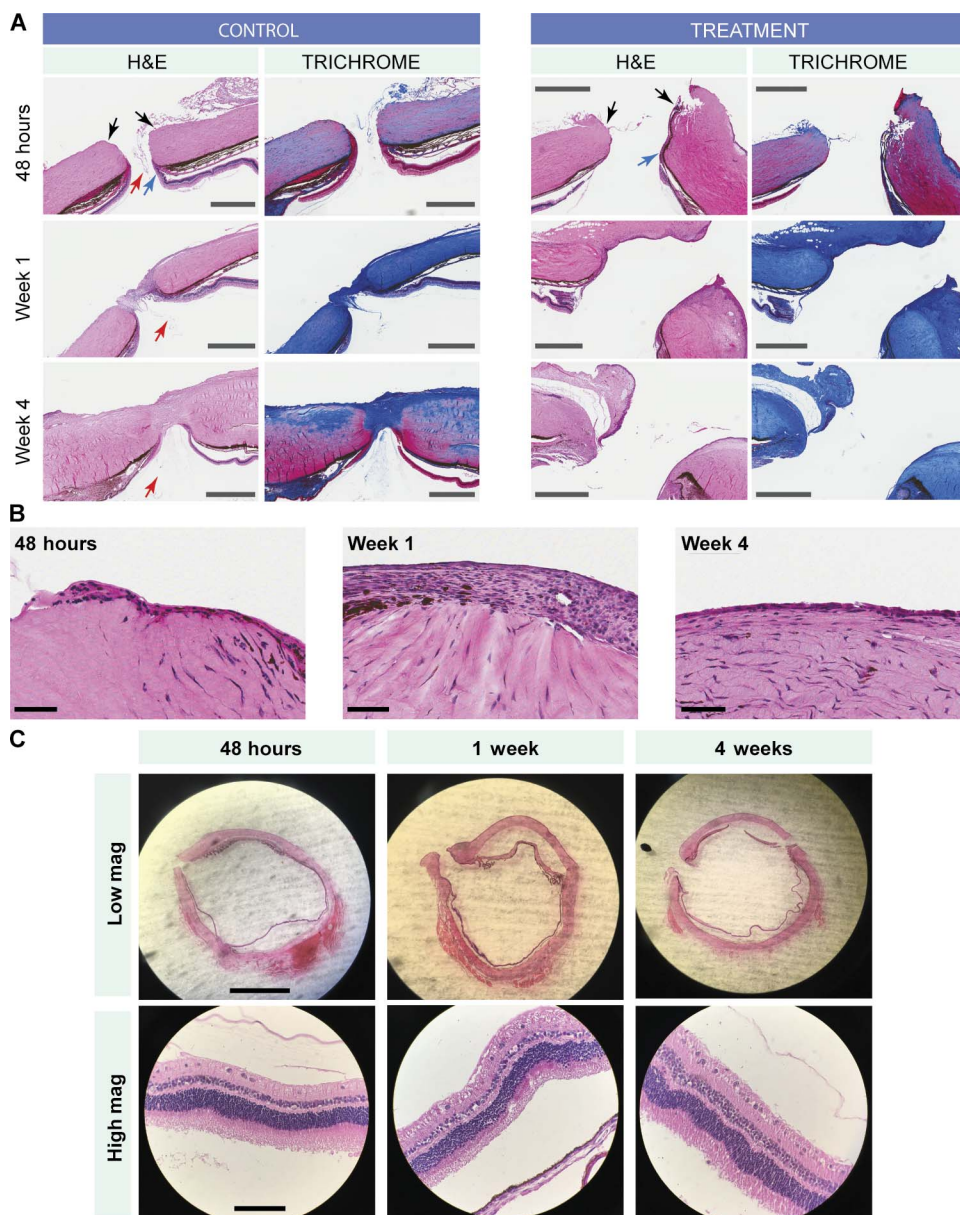 A
CONTROL
TREATMENT
H&E
TRICHROME
H&E
TRICHROME
48 hours
Week 1
Week 4
B
48 hours
Week 1
Week 4
C
48 hours
1 week
4 weeks
Low mag
High mag